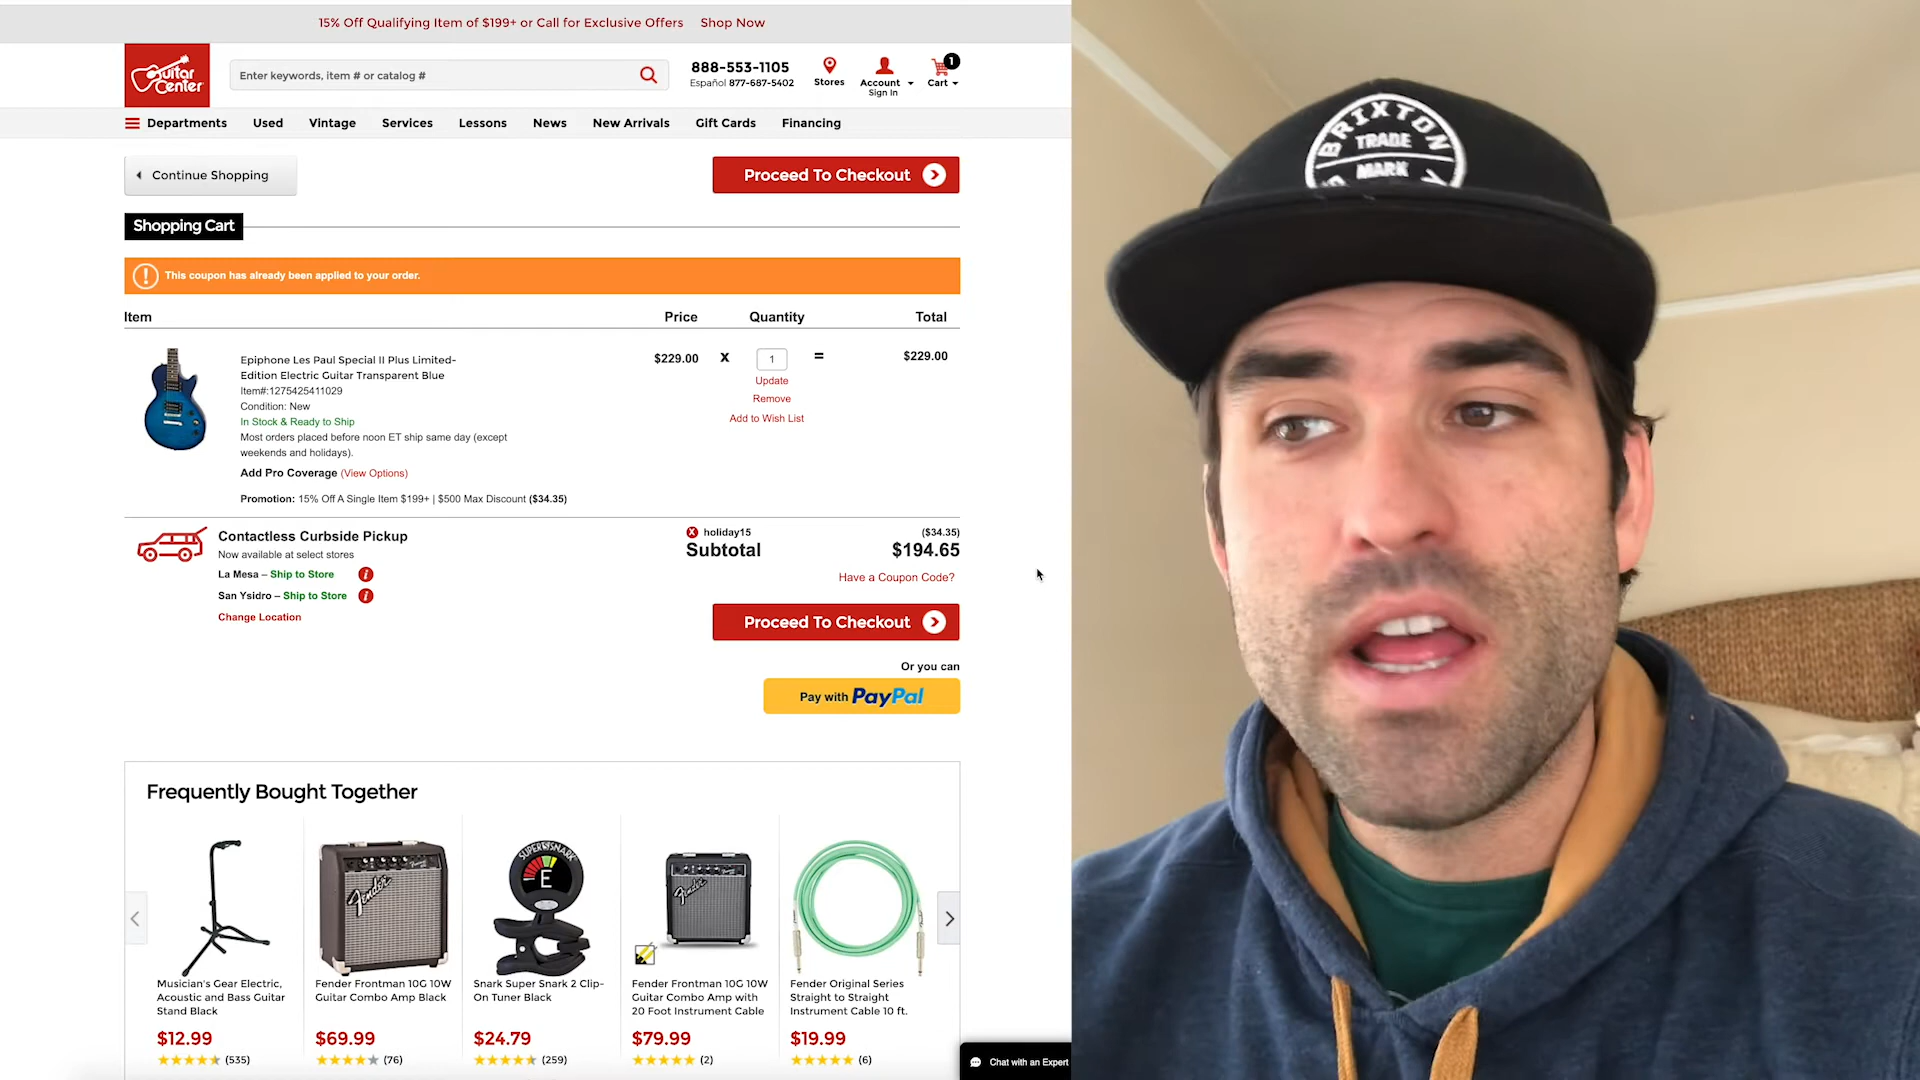 15% Off Qualifying Item of $199+ or Call for Exclusive Offers Shop Now
Guitar Center
Enter keywords, item # or catalog #
888-553-1105
Español 877-687-5402
Stores
Account
Sign In
1
Cart
Departments Used Vintage Services Lessons News New Arrivals Gift Cards Financing
Continue Shopping
Proceed To Checkout
Shopping Cart
This coupon has already been applied to your order.
Item Price Quantity Total
Epiphone Les Paul Special II Plus Limited-
Edition Electric Guitar Transparent Blue
Item#:1275425411029
Condition: New
In Stock & Ready to Ship
Most orders placed before noon ET ship same day (except
weekends and holidays).
Add Pro Coverage (View Options)
Promotion: 15% Off A Single Item $199+ | $500 Max Discount ($34.35)
$229.00 X 1 = $229.00
Update
Remove
Add to Wish List
Contactless Curbside Pickup
Now available at select stores
La Mesa – Ship to Store
San Ysidro – Ship to Store
Change Location
holiday15 ($34.35)
Subtotal $194.65
Have a Coupon Code?
Proceed To Checkout
Or you can
Pay with PayPal
Frequently Bought Together
Fender
SUPER SNARK
E
Fender
Musician's Gear Electric,
Acoustic and Bass Guitar
Stand Black
$12.99
(535)
Fender Frontman 10G 10W
Guitar Combo Amp Black
$69.99
(76)
Snark Super Snark 2 Clip-
On Tuner Black
$24.79
(259)
Fender Frontman 10G 10W
Guitar Combo Amp with
20 Foot Instrument Cable
$79.99
(2)
Fender Original Series
Straight to Straight
Instrument Cable 10 ft.
$19.99
(6)
Chat with an Expert
BRIXTON
TRADE
MARK